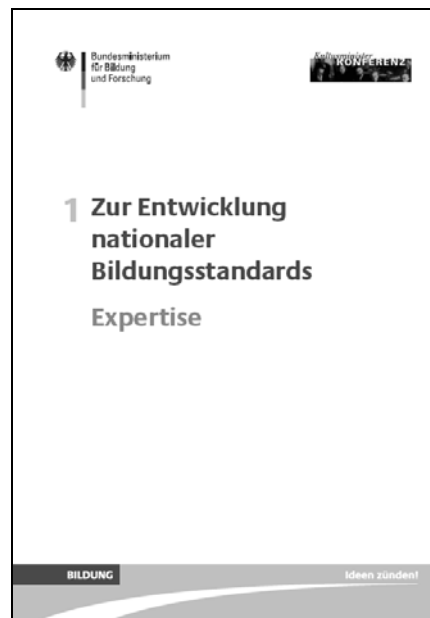 Bundesministerium
für Bildung
und Forschung
Kultusminister
KONFERENZ
1 Zur Entwicklung
nationaler
Bildungsstandards
Expertise
BILDUNG
Ideen zünden!